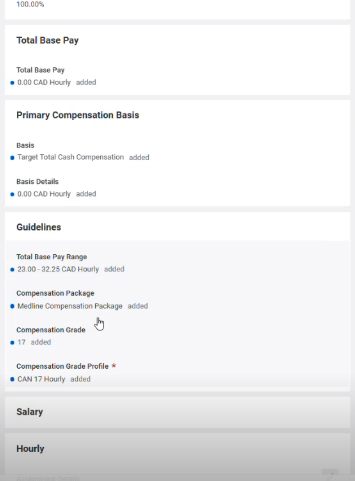 100.00%
Total Base Pay
Total Base Pay
0.00 CAD Hourly added
Primary Compensation Basis
Basis
Target Total Cash Compensation added
Basis Details
0.00 CAD Hourly added
Guidelines
Total Base Pay Range
23.00 - 32.25 CAD Hourly added
Compensation Package
Medline Compensation Package added
Compensation Grade
17 added
Compensation Grade Profile *
CAN 17 Hourly added
Salary
Hourly